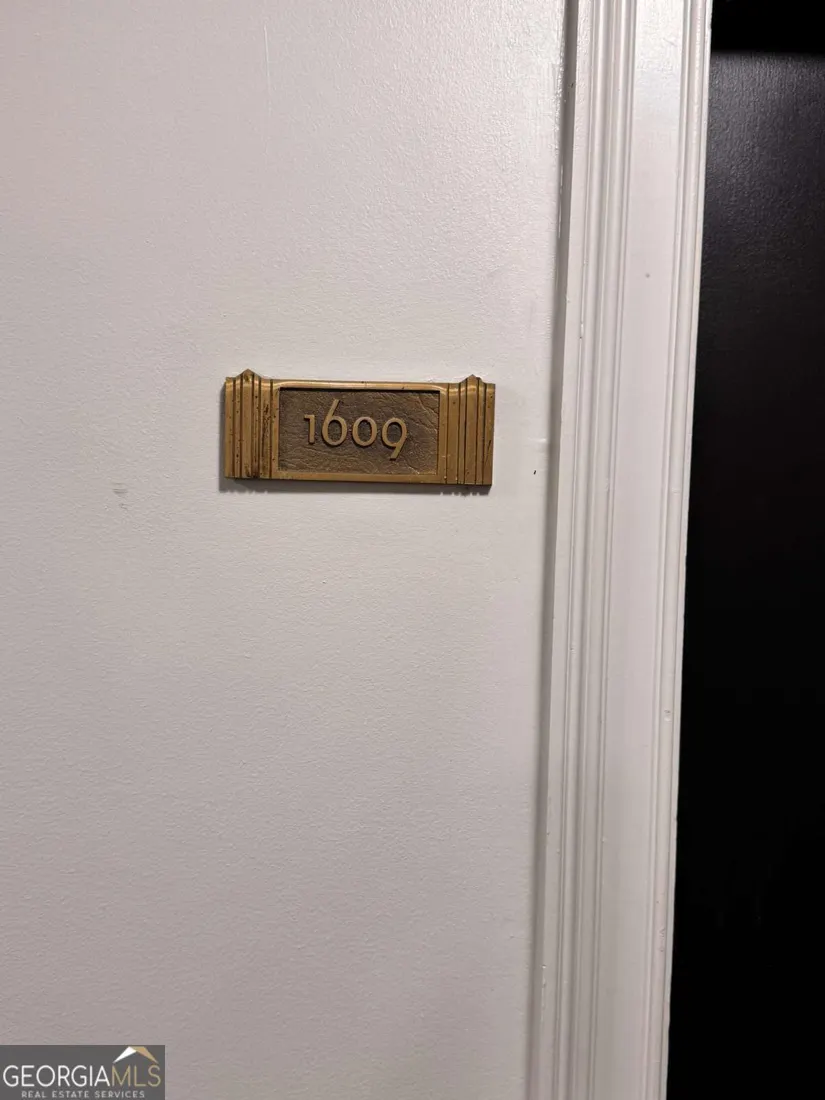 1609
GEORGIAMLS
REAL ESTATE SERVICES